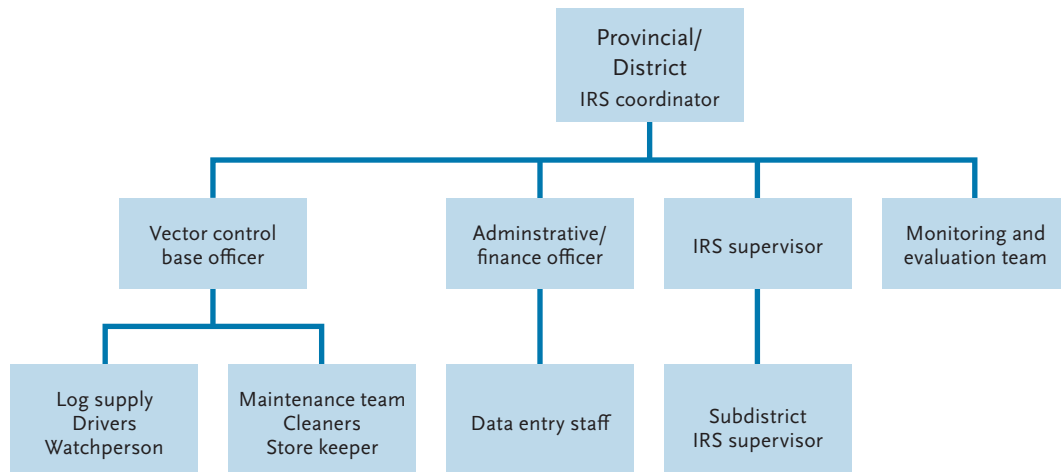 Provincial/
District
IRS coordinator
Vector control
base officer
Adminstrative/
finance officer
IRS supervisor
Monitoring and
evaluation team
Log supply
Drivers
Watchperson
Maintenance team
Cleaners
Store keeper
Data entry staff
Subdistrict
IRS supervisor